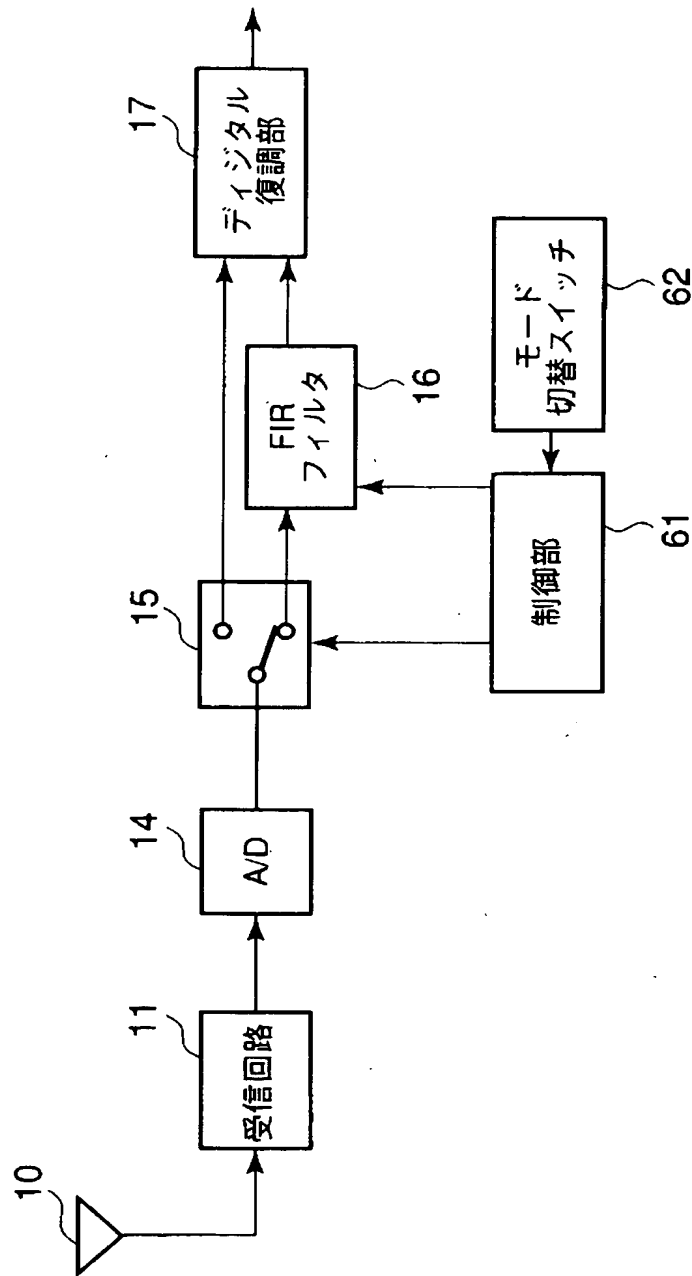 10
11
受信回路
14
A/D
15
FIR
フィルタ
16
17
ディジタル
復調部
制御部
61
モード
切替スイッチ
62